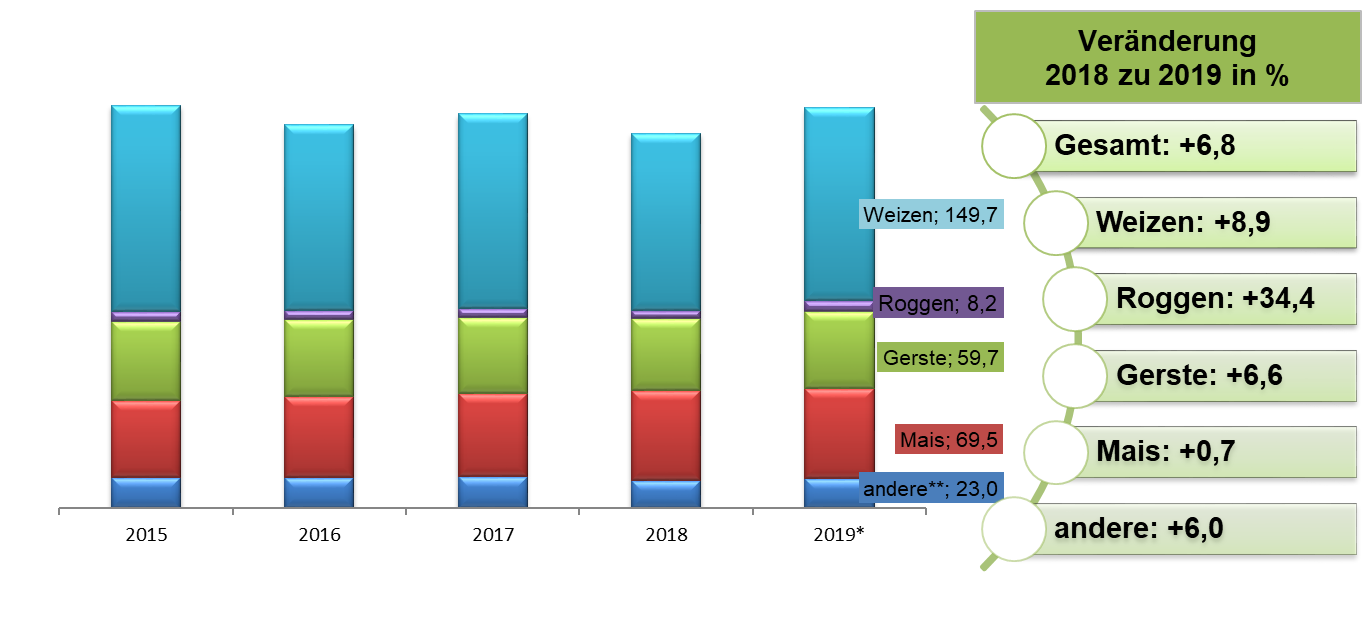 Veränderung
2018 zu 2019 in %
Gesamt: +6,8
Weizen; 149,7
Weizen: +8,9
Roggen; 8,2
Roggen: +34,4
Gerste; 59,7
Gerste: +6,6
Mais; 69,5
Mais: +0,7
andere**; 23,0
andere: +6,0
2015
2016
2017
2018
2019*